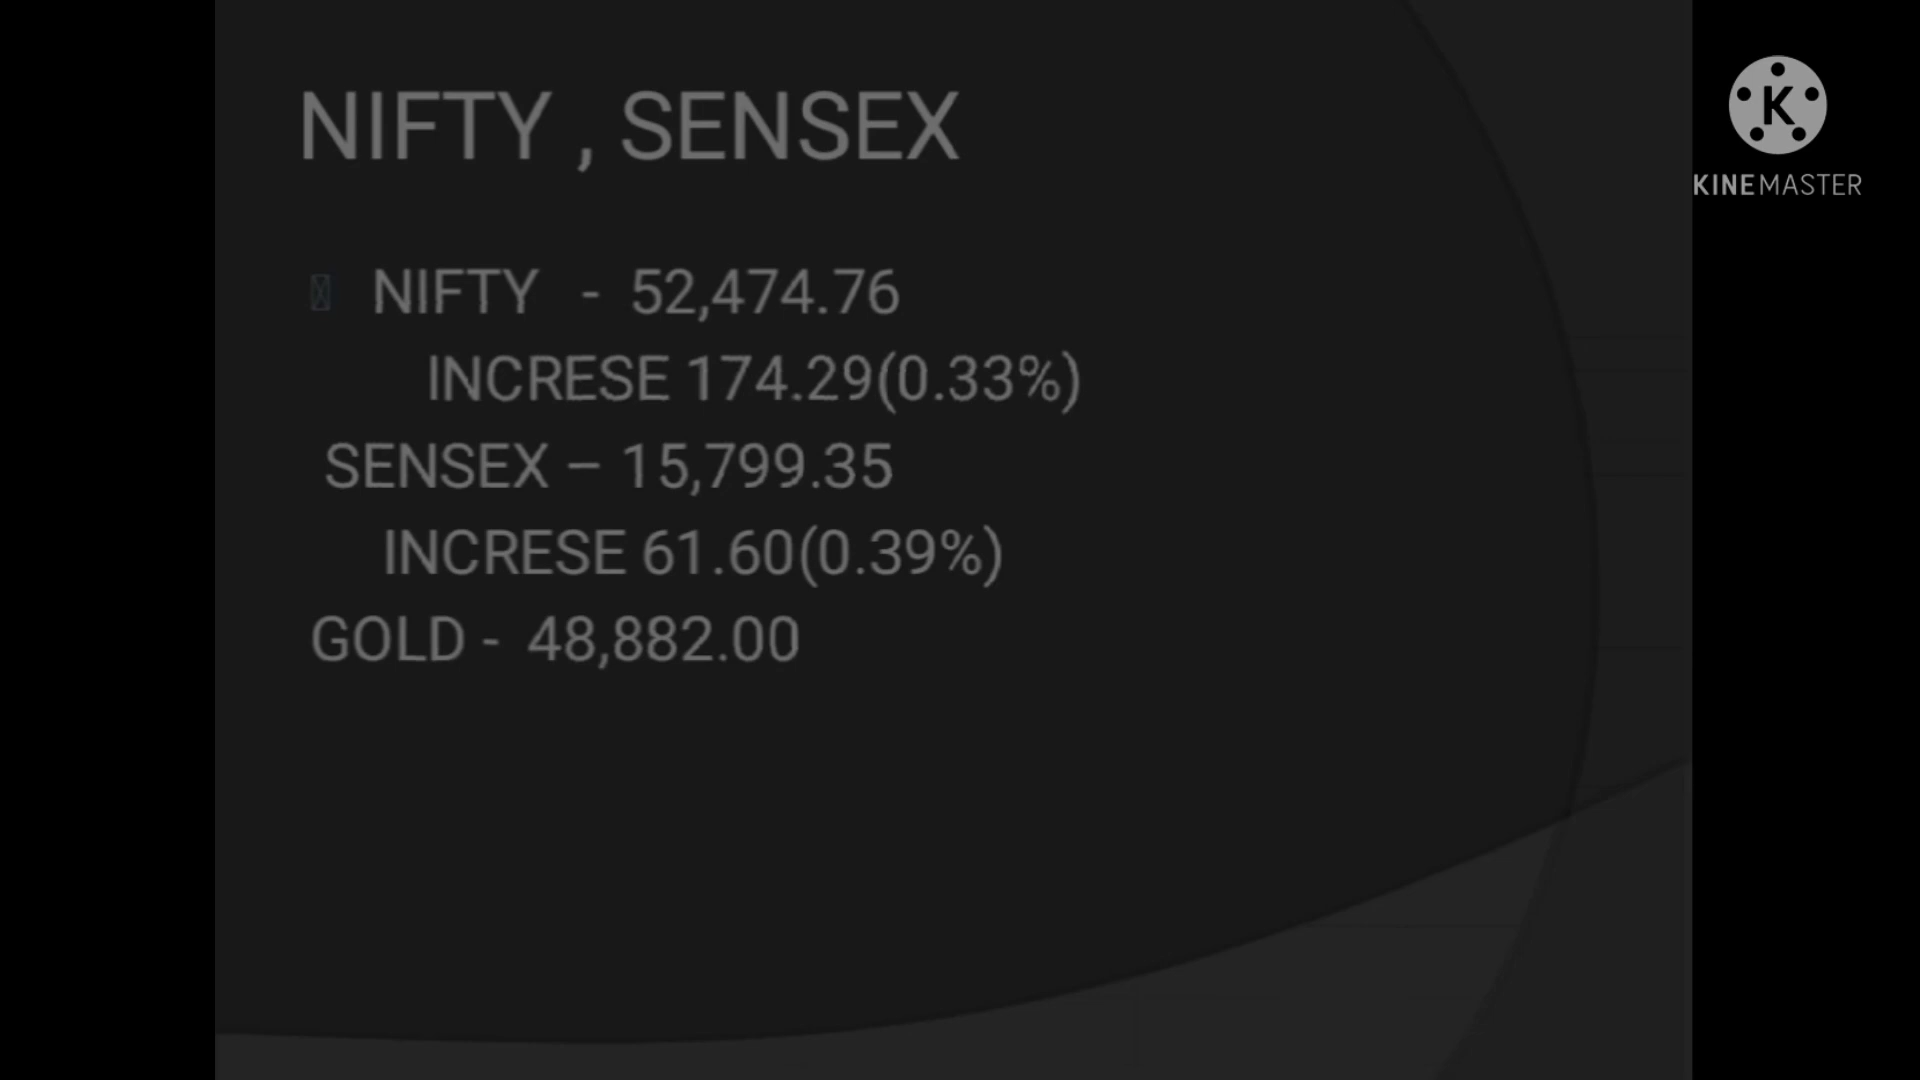 NIFTY , SENSEX
NIFTY - 52,474.76
INCRESE 174.29(0.33%)
SENSEX – 15,799.35
INCRESE 61.60(0.39%)
GOLD - 48,882.00
K
KINEMASTER